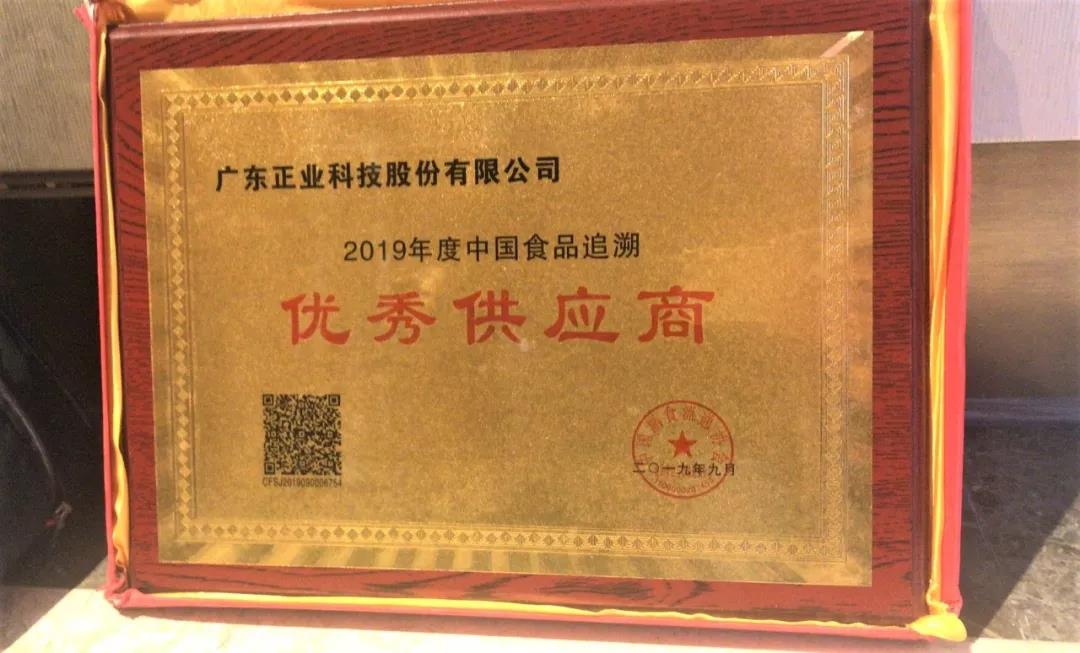 广东正业科技股份有限公司
2019年度中国食品追溯
优秀供应商
CFSJ2019090006754
二〇一九年九月